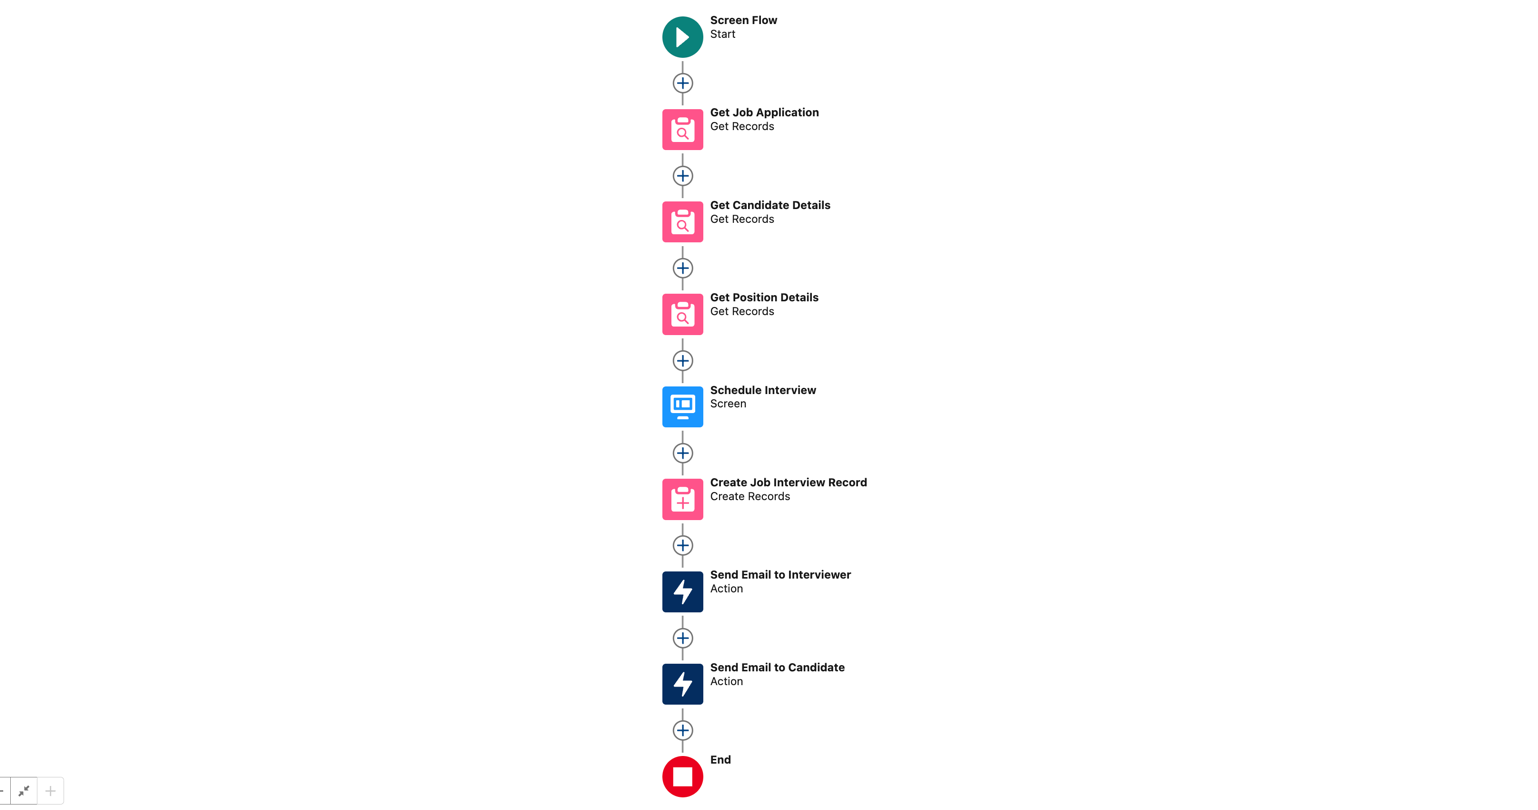 Screen Flow
Start
Get Job Application
Get Records
Get Candidate Details
Get Records
Get Position Details
Get Records
Schedule Interview
Screen
Create Job Interview Record
Create Records
Send Email to Interviewer
Action
Send Email to Candidate
Action
End